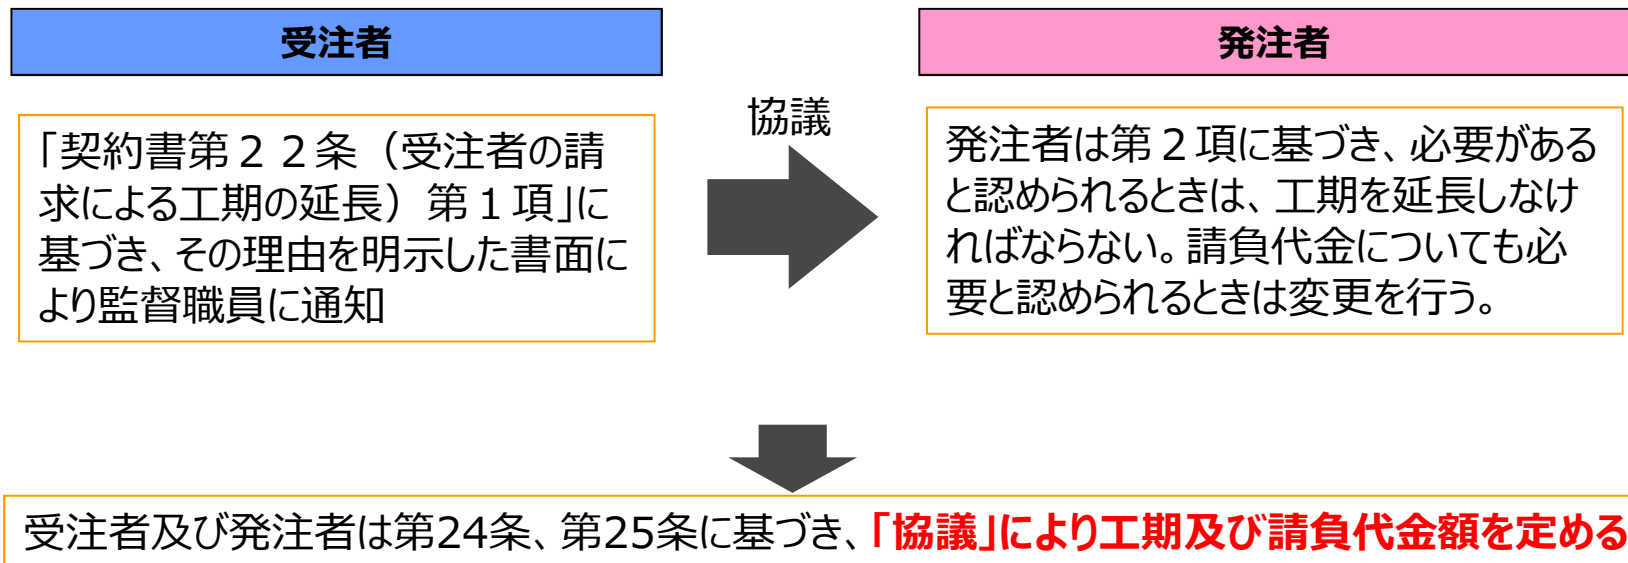 受注者
発注者
協議
「契約書第２２条（受注者の請
求による工期の延長）第１項」に
基づき、その理由を明示した書面に
より監督職員に通知
発注者は第２項に基づき、必要がある
と認められるときは、工期を延長しなけ
ればならない。請負代金についても必
要と認められるときは変更を行う。
受注者及び発注者は第24条、第25条に基づき、「協議」により工期及び請負代金額を定める